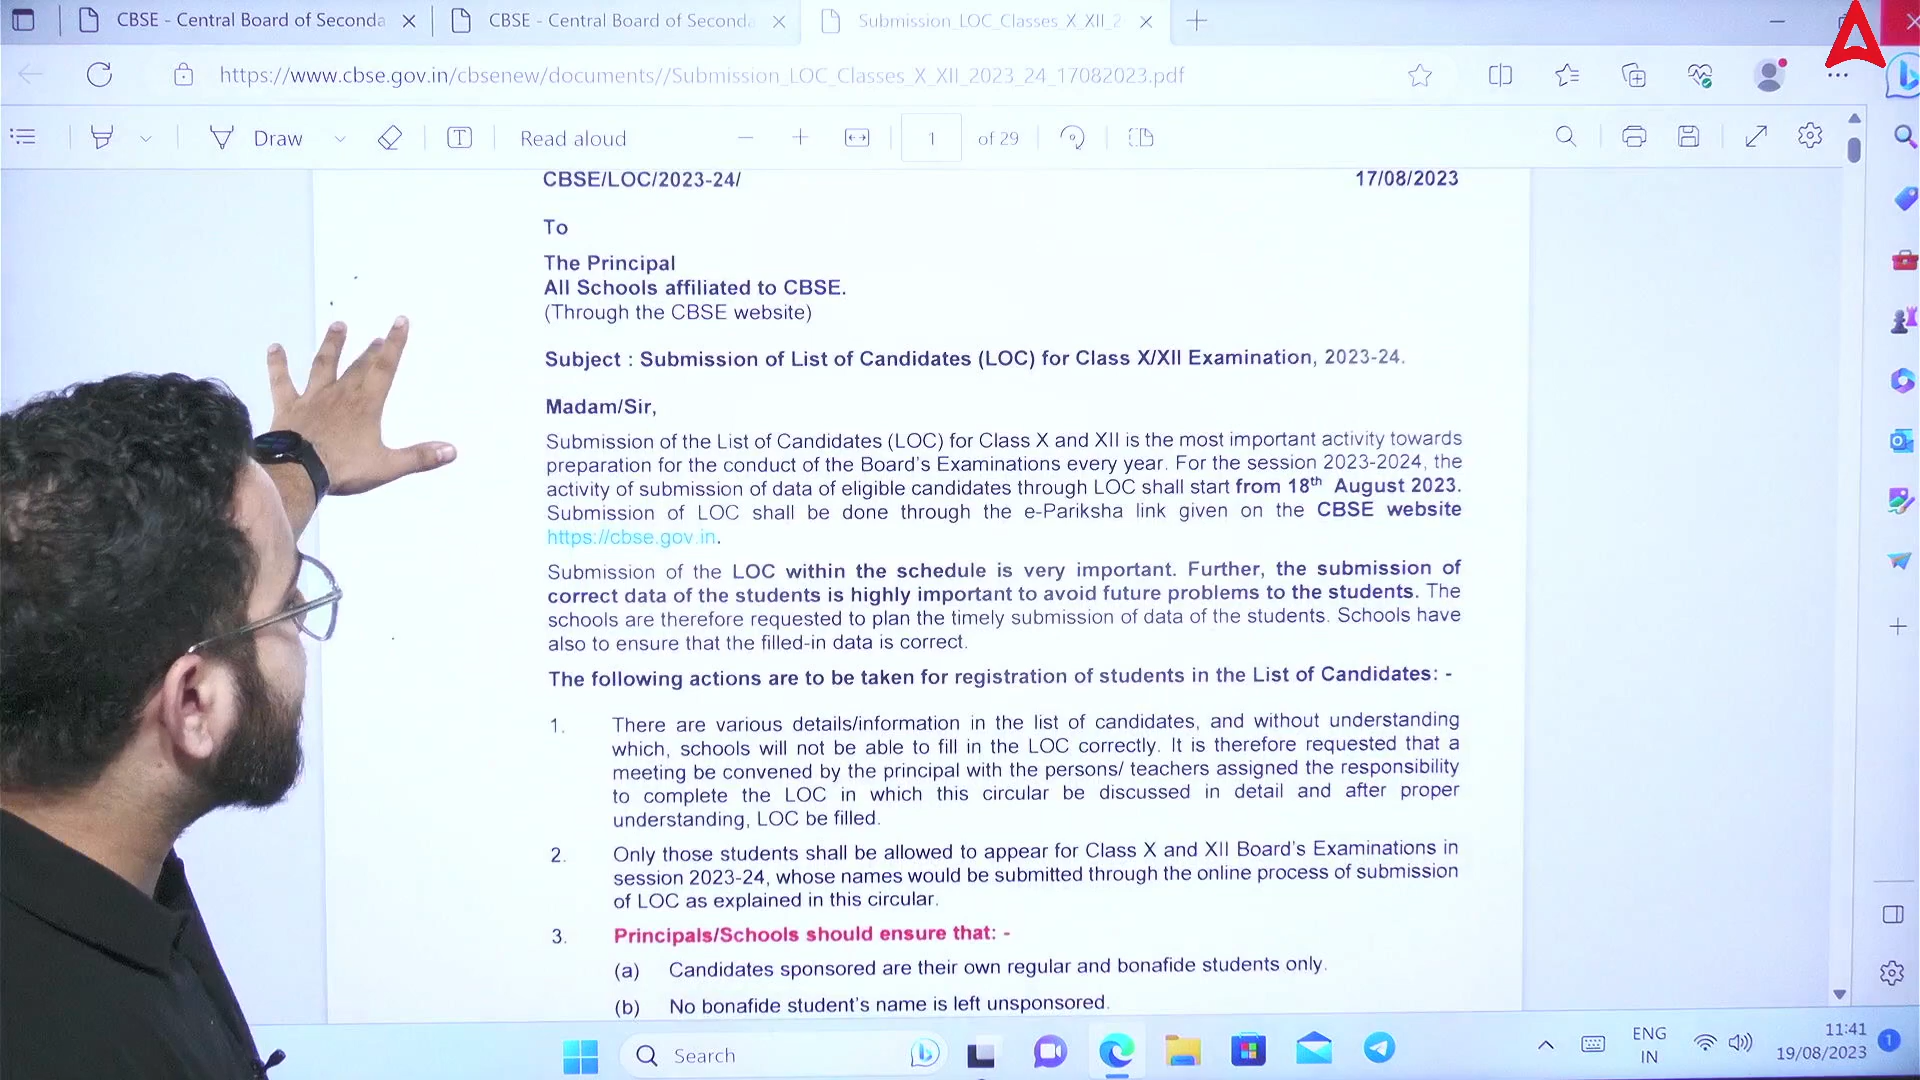 CBSE - Central Board of Seconda
CBSE - Central Board of Seconda
Submission_LOC_Classes_X_XII_2
https://www.cbse.gov.in/cbsenew/documents//Submission_LOC_Classes_X_XII_2023_24_17082023.pdf
Draw
Read aloud
1 of 29
CBSE/LOC/2023-24/ 17/08/2023
To
The Principal
All Schools affiliated to CBSE.
(Through the CBSE website)
Subject : Submission of List of Candidates (LOC) for Class X/XII Examination, 2023-24.
Madam/Sir,
Submission of the List of Candidates (LOC) for Class X and XII is the most important activity towards
preparation for the conduct of the Board's Examinations every year. For the session 2023-2024, the
activity of submission of data of eligible candidates through LOC shall start from 18th August 2023.
Submission of LOC shall be done through the e-Pariksha link given on the CBSE website
https://cbse.gov.in.
Submission of the LOC within the schedule is very important. Further, the submission of
correct data of the students is highly important to avoid future problems to the students. The
schools are therefore requested to plan the timely submission of data of the students. Schools have
also to ensure that the filled-in data is correct.
The following actions are to be taken for registration of students in the List of Candidates: -
1. There are various details/information in the list of candidates, and without understanding
which, schools will not be able to fill in the LOC correctly. It is therefore requested that a
meeting be convened by the principal with the persons/ teachers assigned the responsibility
to complete the LOC in which this circular be discussed in detail and after proper
understanding, LOC be filled.
2. Only those students shall be allowed to appear for Class X and XII Board's Examinations in
session 2023-24, whose names would be submitted through the online process of submission
of LOC as explained in this circular.
3. Principals/Schools should ensure that: -
(a) Candidates sponsored are their own regular and bonafide students only.
(b) No bonafide student's name is left unsponsored.
Search
ENG
IN
11:41
19/08/2023
1